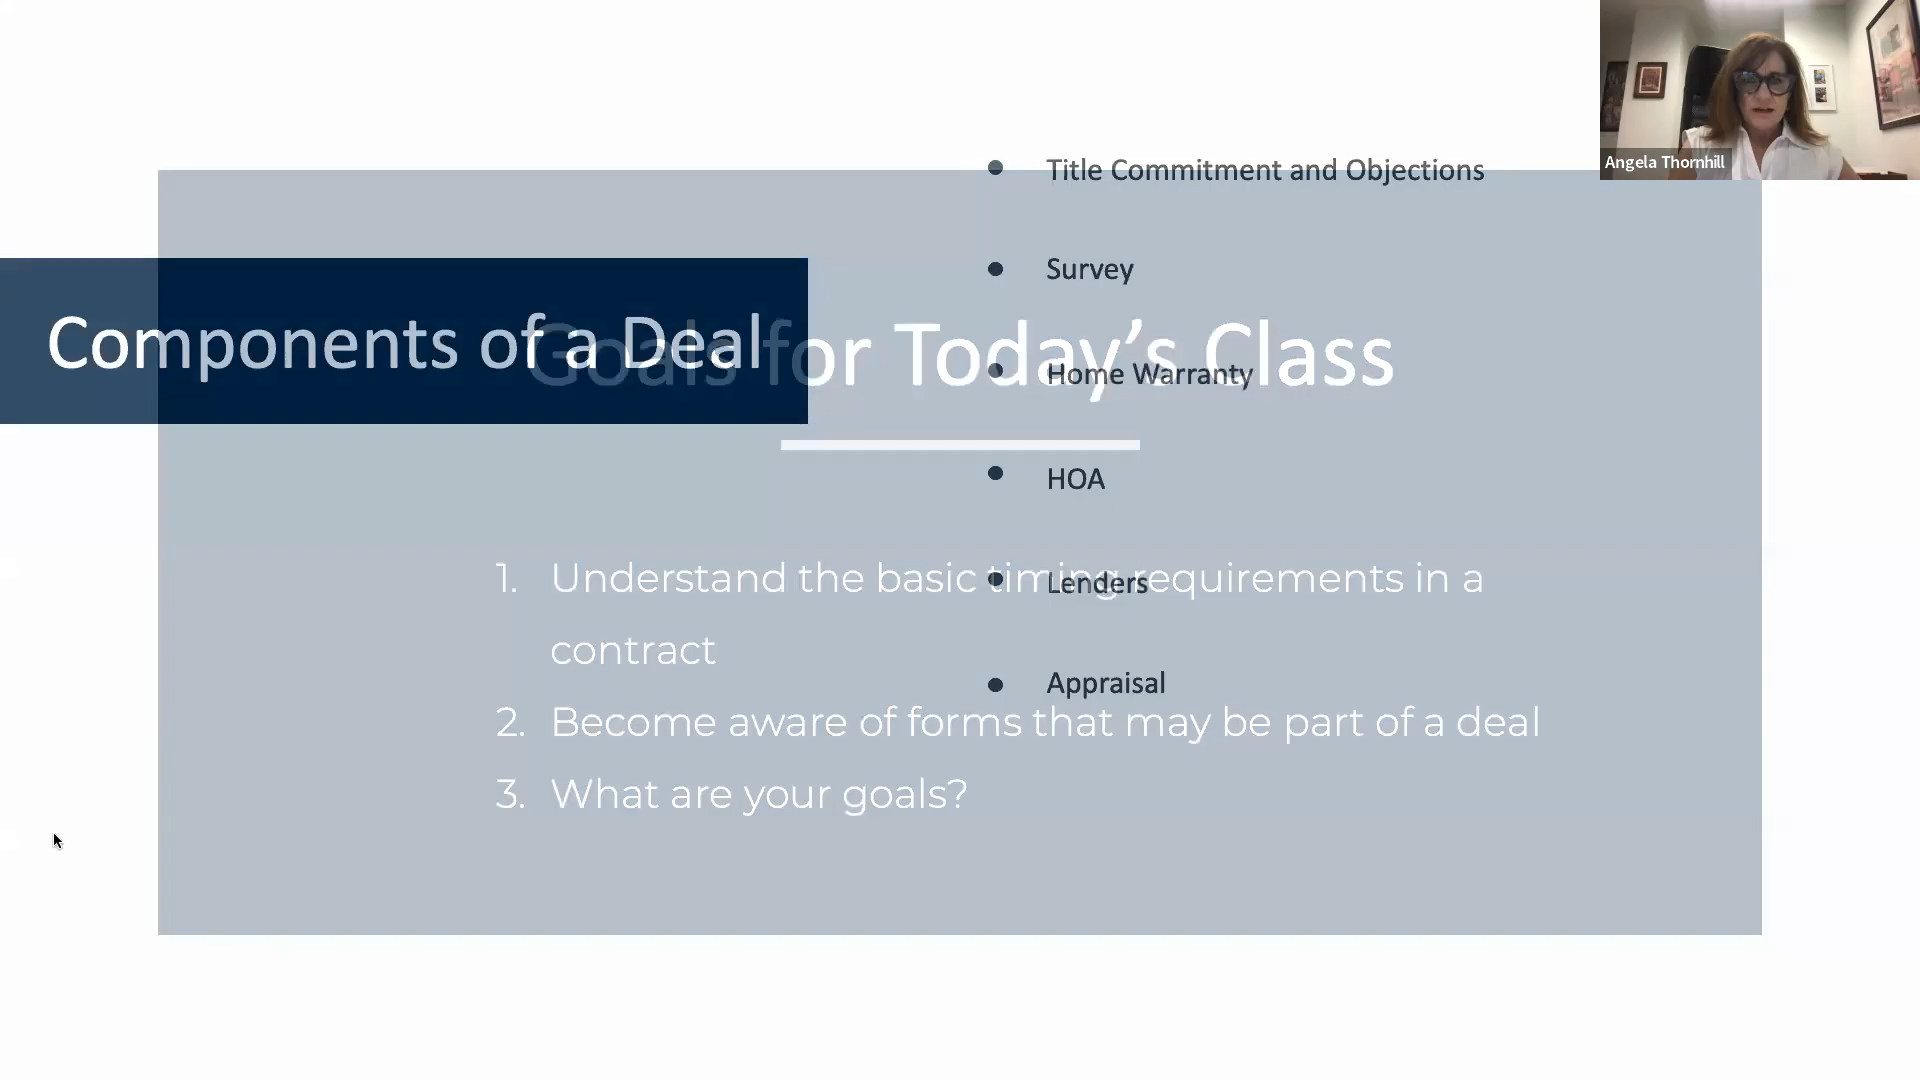 Angela Thornhill
Components of a Deal
• Title Commitment and Objections
• Survey
• Home Warranty
• HOA
• Lenders
• Appraisal
Goals for Today’s Class
1. Understand the basic timing requirements in a
contract
2. Become aware of forms that may be part of a deal
3. What are your goals?